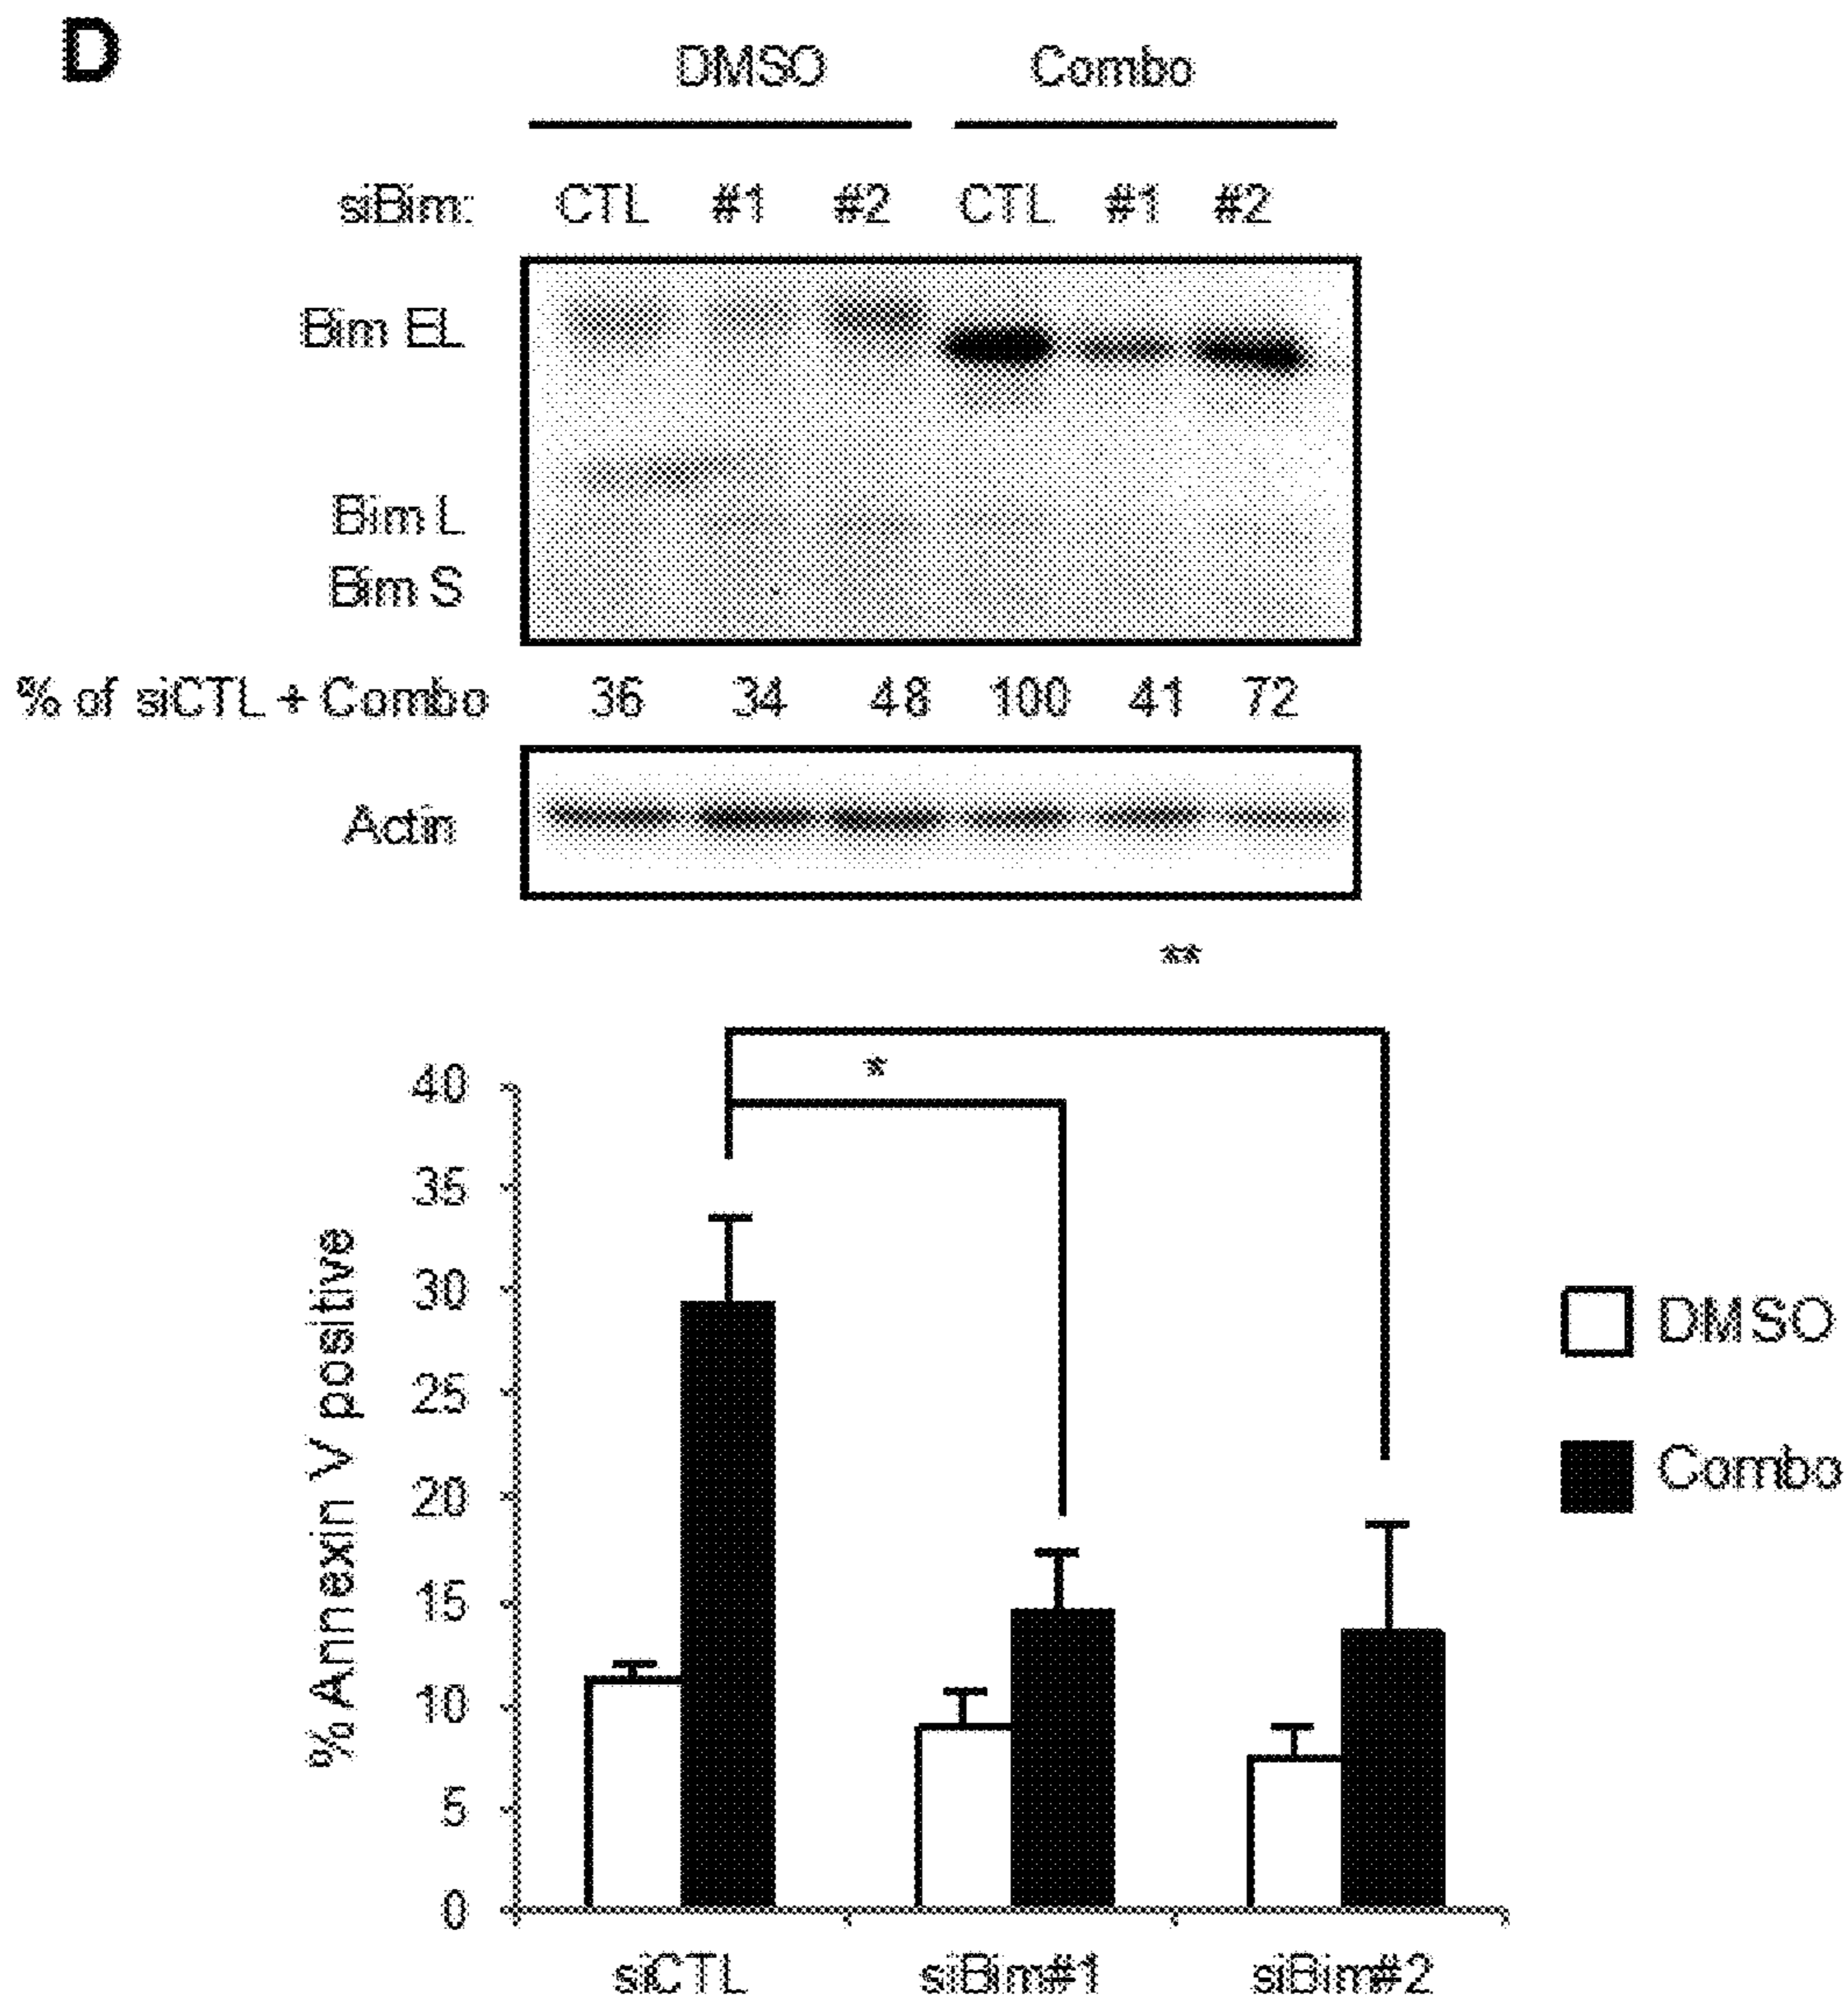 D
DMSO Combo
siBim: CTL #1 #2 CTL #1 #2
Bim EL
Bim L
Bim S
% of siCTL + Combo 36 34 48 100 41 72
Actin
**
*
40
35
30
25
20
15
10
5
0
% Annexin V positive
DMSO
Combo
siCTL siBim#1 siBim#2